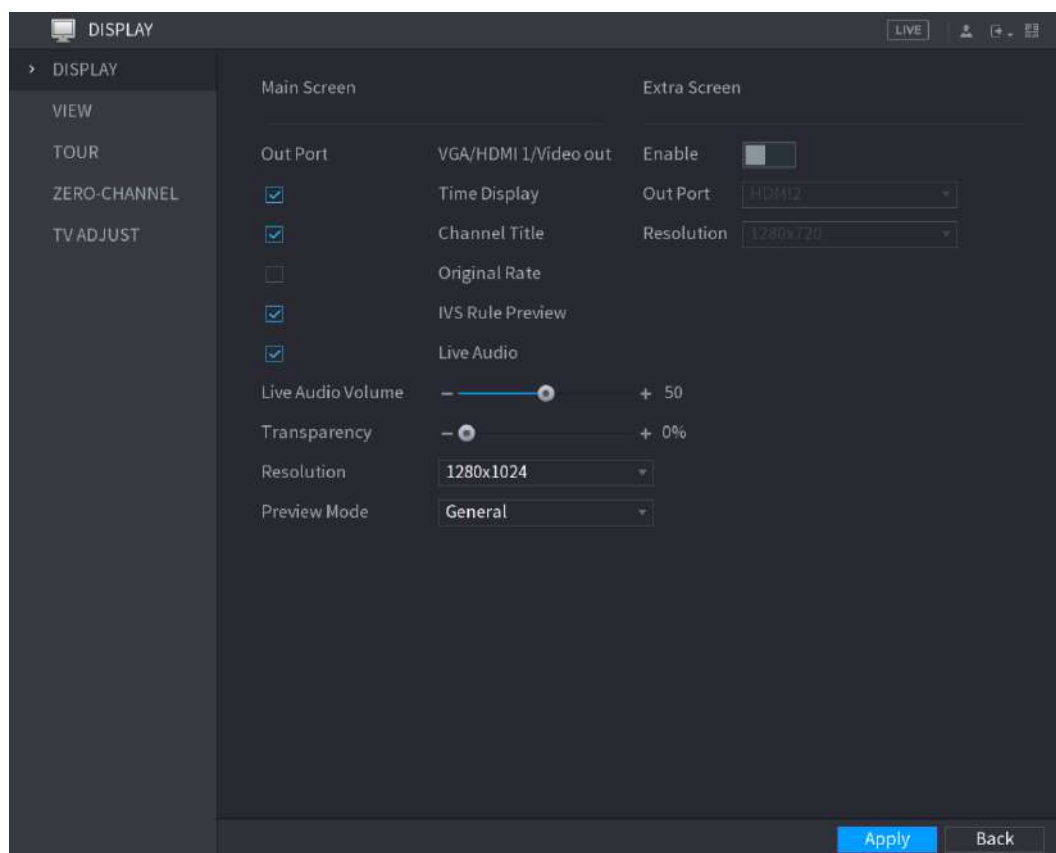 DISPLAY
LIVE
DISPLAY
VIEW
TOUR
ZERO-CHANNEL
TV ADJUST
Main Screen
Extra Screen
Out Port VGA/HDMI 1/Video out
Enable
Time Display
Out Port HDMI2
Channel Title
Resolution 1280x720
Original Rate
IVS Rule Preview
Live Audio
Live Audio Volume − + 50
Transparency − + 0%
Resolution 1280x1024
Preview Mode General
Apply
Back